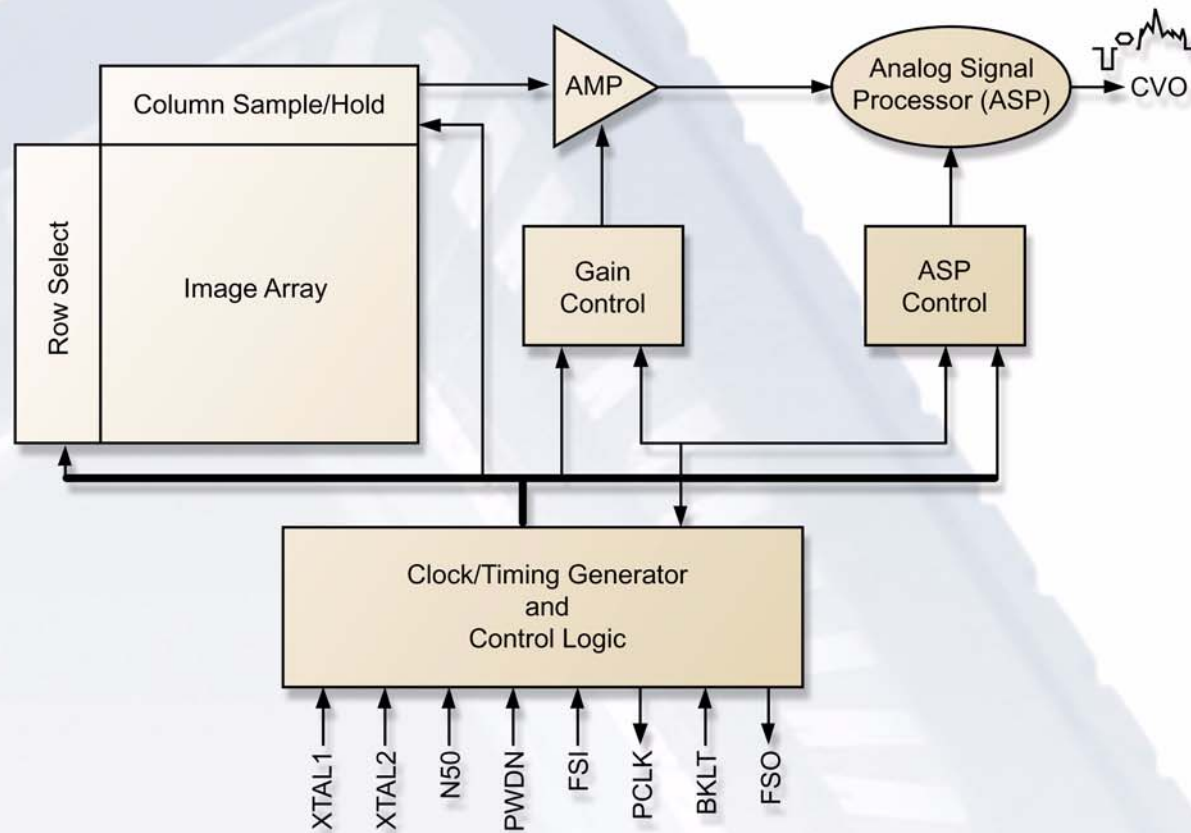 Column Sample/Hold
AMP
Analog Signal
Processor (ASP)
CVO
Row Select
Image Array
Gain
Control
ASP
Control
Clock/Timing Generator
and
Control Logic
XTAL1
XTAL2
N50
PWDN
FSI
PCLK
BKLT
FSO